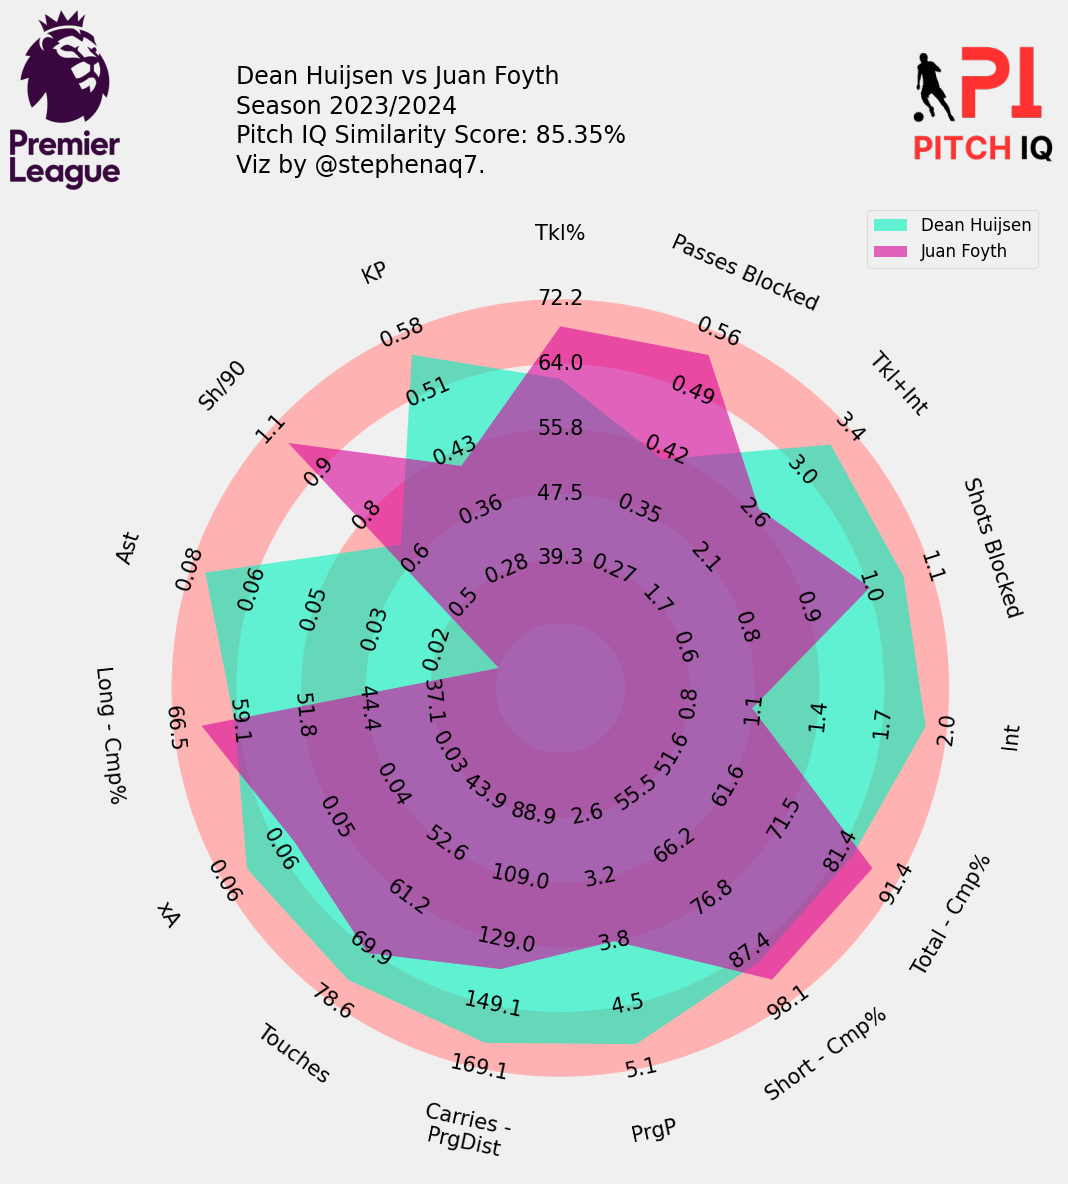 Premier
League
Dean Huijsen vs Juan Foyth
Season 2023/2024
Pitch IQ Similarity Score: 85.35%
Viz by @stephenaq7.
PI
PITCH IQ
Dean Huijsen
Juan Foyth
Tkl%
72.2
64.0
55.8
47.5
39.3
Passes Blocked
0.56
0.49
0.42
0.35
0.27
Tkl+Int
3.4
3.0
2.6
2.1
1.7
Shots Blocked
1.1
1.0
0.9
0.8
0.6
Int
2.0
1.7
1.4
1.1
0.8
Total - Cmp%
91.4
81.4
71.5
61.6
51.6
Short - Cmp%
98.1
87.4
76.8
66.2
55.5
PrgP
5.1
4.5
3.8
3.2
2.6
Carries -
PrgDist
169.1
149.1
129.0
109.0
88.9
Touches
78.6
69.9
61.2
52.6
43.9
xA
0.06
0.06
0.05
0.04
0.03
Long - Cmp%
66.5
59.1
51.8
44.4
37.1
Ast
0.08
0.06
0.05
0.03
0.02
Sh/90
1.1
0.9
0.8
0.6
0.5
KP
0.58
0.51
0.43
0.36
0.28